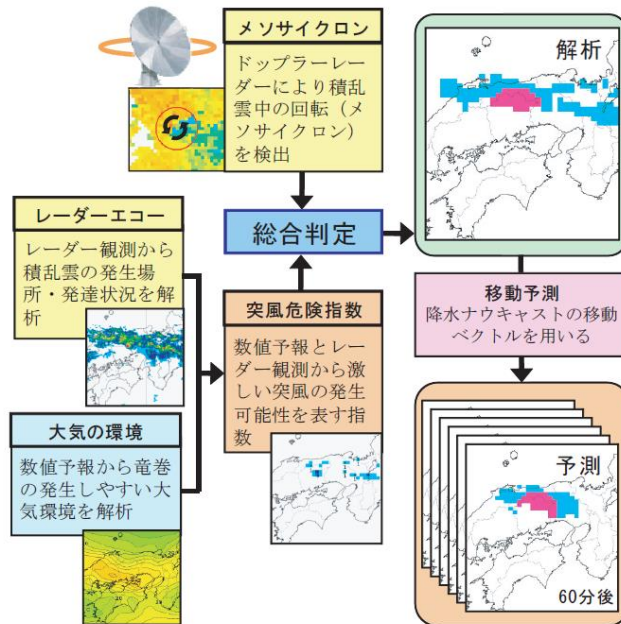 メソサイクロン
ドップラーレー
ダーにより積乱
雲中の回転（メ
ソサイクロン）
を検出
解析
レーダーエコー
レーダー観測から
積乱雲の発生場
所・発達状況を解
析
総合判定
移動予測
降水ナウキャストの移動
ベクトルを用いる
突風危険指数
数値予報とレー
ダー観測から激
しい突風の発生
可能性を表す指
数
大気の環境
数値予報から竜巻
の発生しやすい大
気環境を解析
予測
60分後